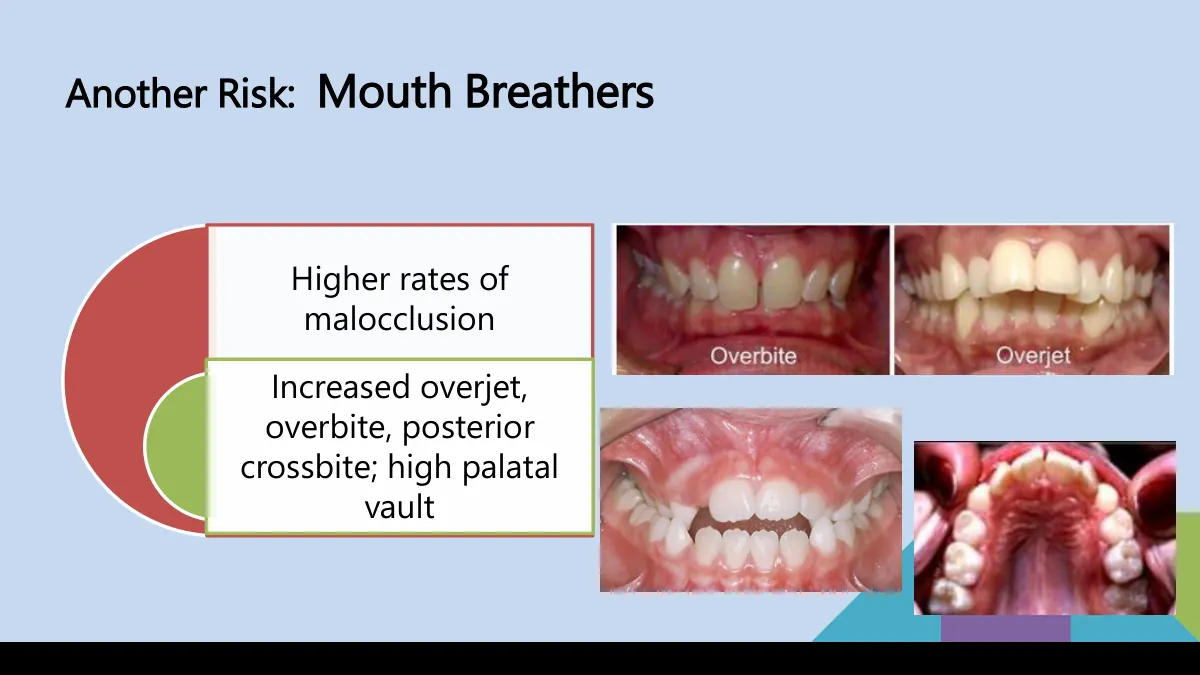 Another Risk: Mouth Breathers
Higher rates of
malocclusion
Increased overjet,
overbite, posterior
crossbite; high palatal
vault
Overbite
Overjet